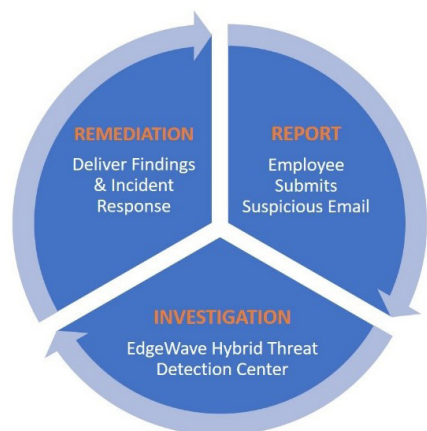 REMEDIATION
Deliver Findings
& Incident
Response
REPORT
Employee
Submits
Suspicious Email
INVESTIGATION
EdgeWave Hybrid Threat
Detection Center